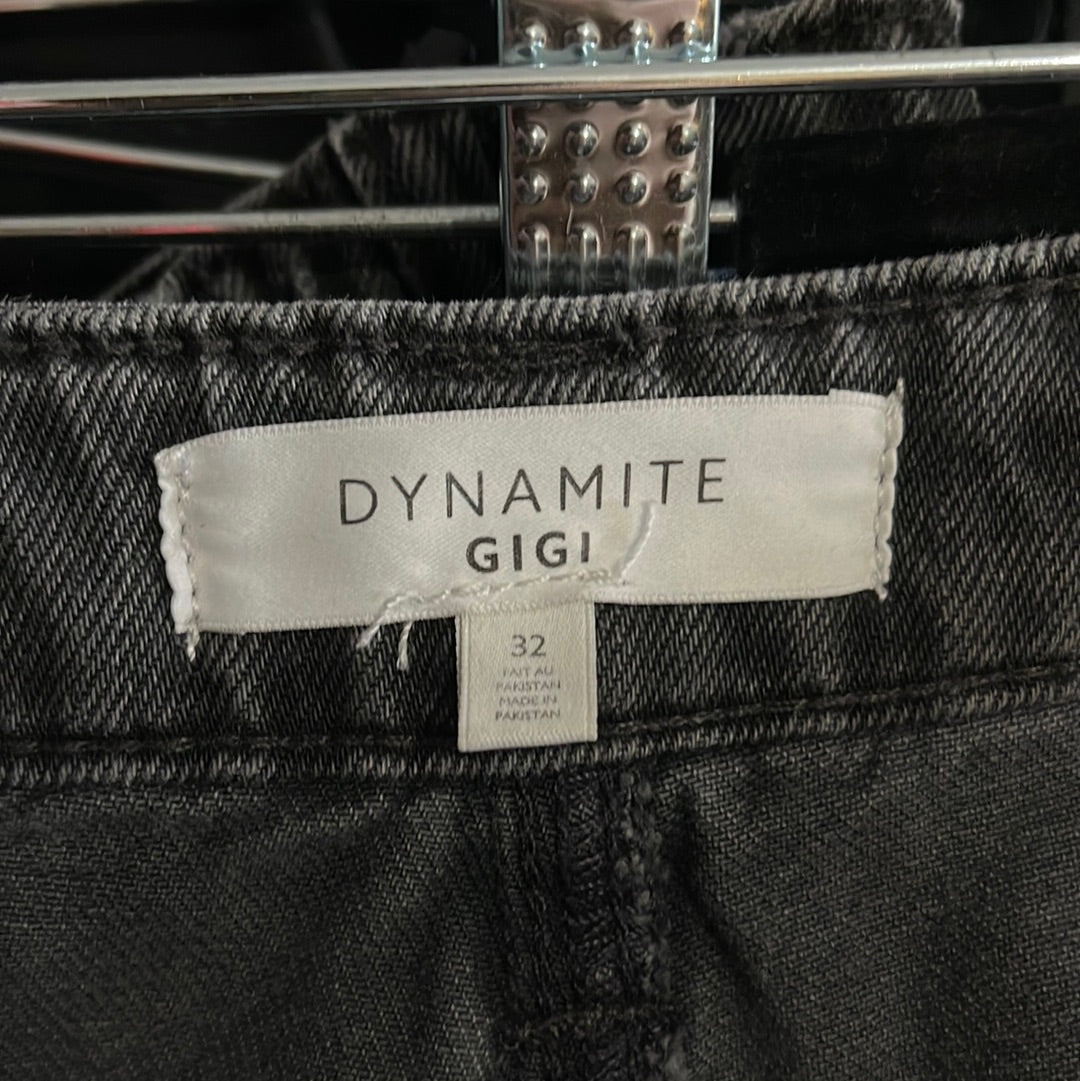 DYNAMITE
GIGI
32
FAIT AU
PAKISTAN
MADE IN
PAKISTAN